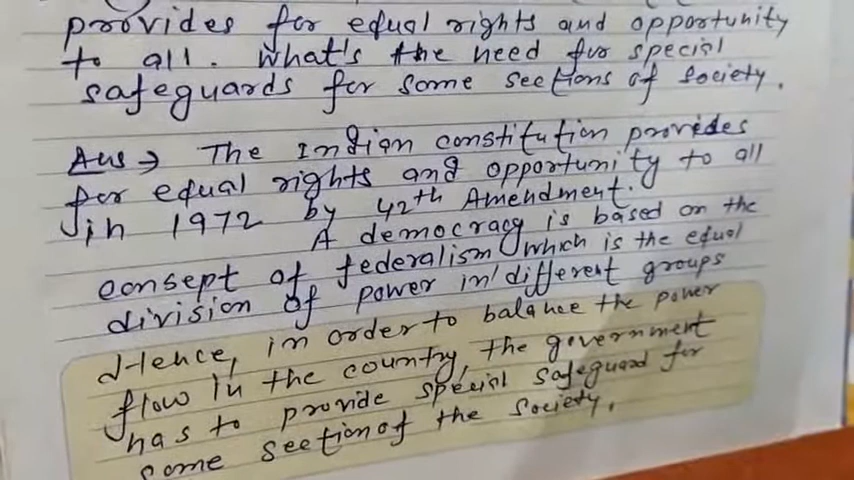 provides for equal rights and opportunity
to all. What's the need for special
safeguards for some sections of society.
Ans → The Indian constitution provides
for equal rights and opportunity to all
in 1972 by 42th Amendment.
A democracy is based on the
consept of federalism which is the equal
division of power in different groups
Hence, in order to balance the power
flow in the country, the government
has to provide special safeguard for
some section of the society.